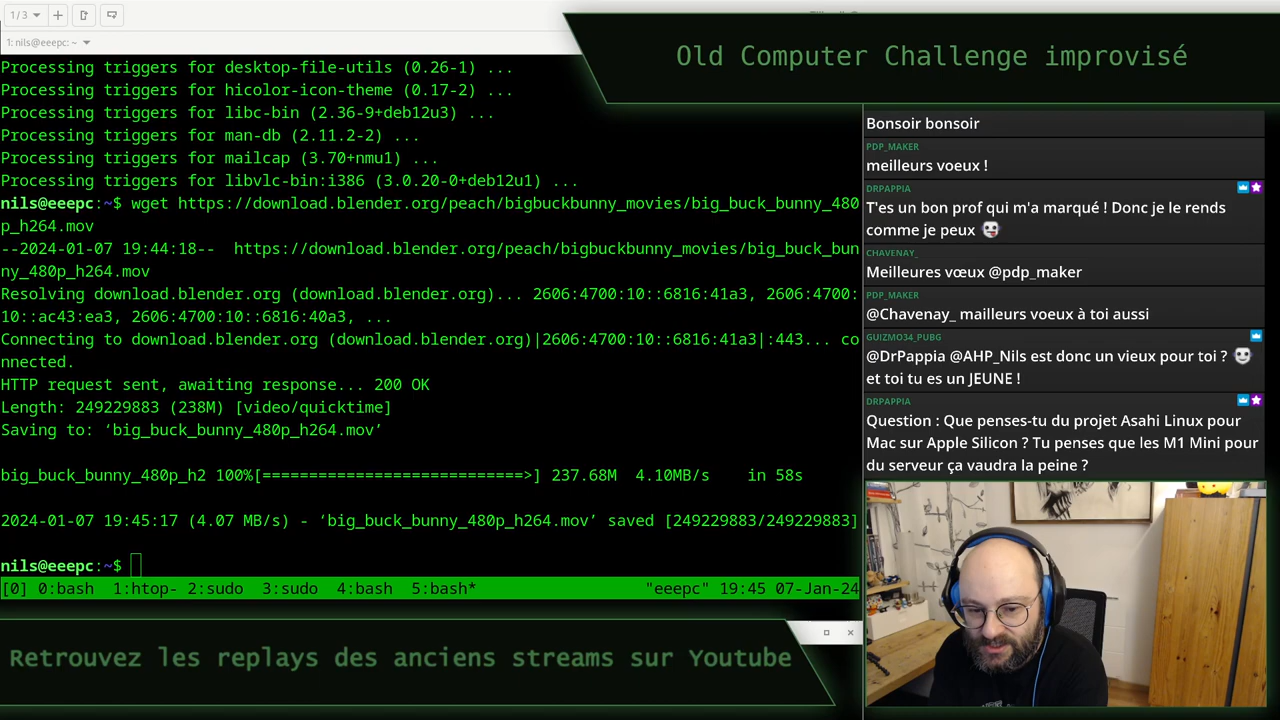 1/3
1: nils@eeepc: ~
Old Computer Challenge improvisé
Processing triggers for desktop-file-utils (0.26-1) ...
Processing triggers for hicolor-icon-theme (0.17-2) ...
Processing triggers for libc-bin (2.36-9+deb12u3) ...
Processing triggers for man-db (2.11.2-2) ...
Processing triggers for mailcap (3.70+nmu1) ...
Processing triggers for libvlc-bin:i386 (3.0.20-0+deb12u1) ...
nils@eeepc:~$ wget https://download.blender.org/peach/bigbuckbunny_movies/big_buck_bunny_480
p_h264.mov
--2024-01-07 19:44:18--  https://download.blender.org/peach/bigbuckbunny_movies/big_buck_bun
ny_480p_h264.mov
Resolving download.blender.org (download.blender.org)... 2606:4700:10::6816:41a3, 2606:4700:
10::ac43:ea3, 2606:4700:10::6816:40a3, ...
Connecting to download.blender.org (download.blender.org)|2606:4700:10::6816:41a3|:443... co
nnected.
HTTP request sent, awaiting response... 200 OK
Length: 249229883 (238M) [video/quicktime]
Saving to: ‘big_buck_bunny_480p_h264.mov’
big_buck_bunny_480p_h2 100%[============================>] 237.68M  4.10MB/s    in 58s
2024-01-07 19:45:17 (4.07 MB/s) - ‘big_buck_bunny_480p_h264.mov’ saved [249229883/249229883]
nils@eeepc:~$
[0] 0:bash  1:htop- 2:sudo  3:sudo  4:bash  5:bash*  "eeepc" 19:45 07-Jan-24
Bonsoir bonsoir
PDP_MAKER
meilleurs voeux !
DRPAPPIA
T'es un bon prof qui m'a marqué ! Donc je le rends
comme je peux
CHAVENAY_
Meilleures vœux @pdp_maker
PDP_MAKER
@Chavenay_ mailleurs voeux à toi aussi
GUIZMO34_PUBG
@DrPappia @AHP_Nils est donc un vieux pour toi ?
et toi tu es un JEUNE !
DRPAPPIA
Question : Que penses-tu du projet Asahi Linux pour
Mac sur Apple Silicon ? Tu penses que les M1 Mini pour
du serveur ça vaudra la peine ?
Retrouvez les replays des anciens streams sur Youtube